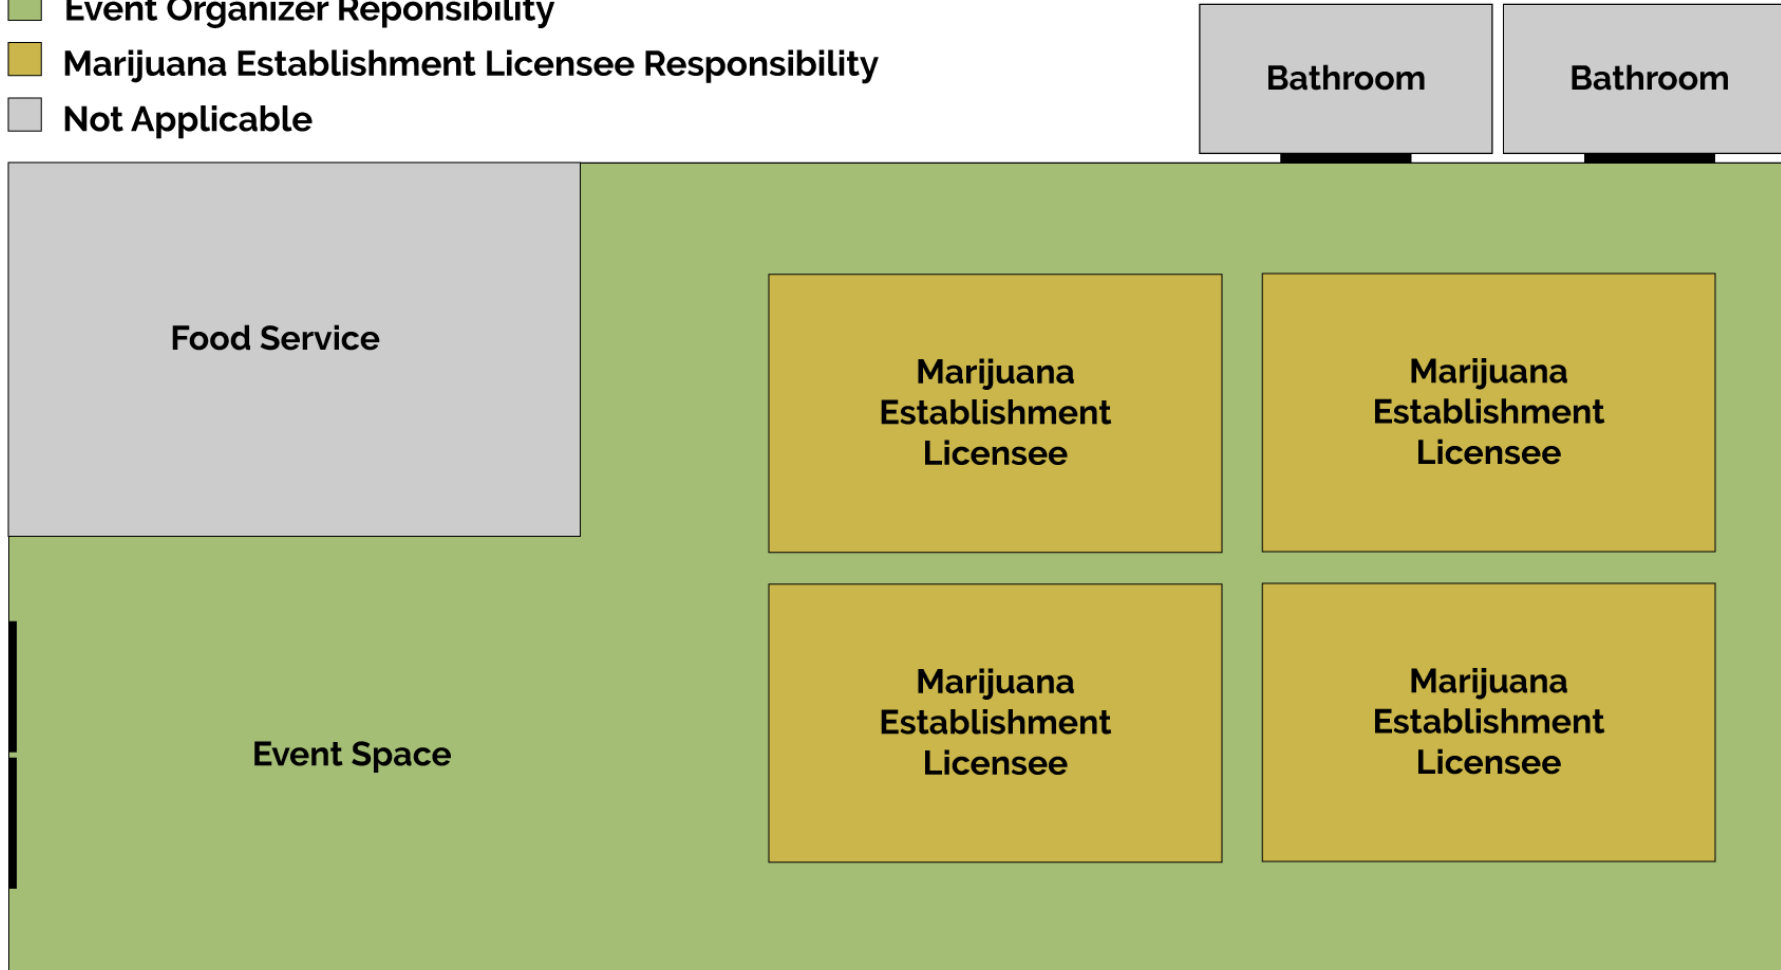 Event Organizer Reponsibility
Marijuana Establishment Licensee Responsibility
Not Applicable
Bathroom
Bathroom
Food Service
Marijuana
Establishment
Licensee
Marijuana
Establishment
Licensee
Event Space
Marijuana
Establishment
Licensee
Marijuana
Establishment
Licensee